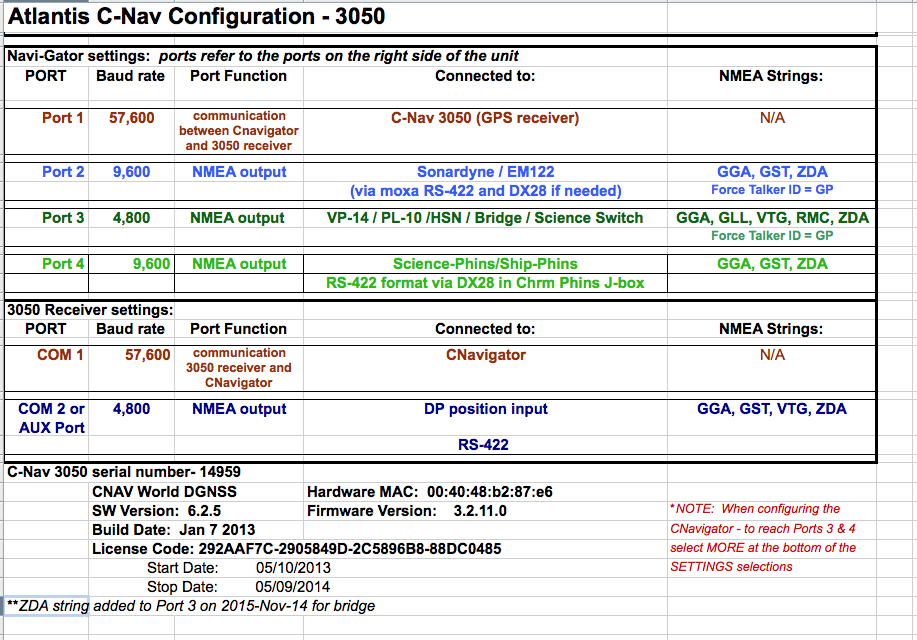 Atlantis C-Nav Configuration - 3050
Navi-Gator settings: ports refer to the ports on the right side of the unit
PORT Baud rate Port Function Connected to: NMEA Strings:
Port 1 57,600 communication C-Nav 3050 (GPS receiver) N/A
between Cnavigator
and 3050 receiver
Port 2 9,600 NMEA output Sonardyne / EM122 GGA, GST, ZDA
(via moxa RS-422 and DX28 if needed) Force Talker ID = GP
Port 3 4,800 NMEA output VP-14 / PL-10 /HSN / Bridge / Science Switch GGA, GLL, VTG, RMC, ZDA
Force Talker ID = GP
Port 4 9,600 NMEA output Science-Phins/Ship-Phins GGA, GST, ZDA
RS-422 format via DX28 in Chrm Phins J-box
3050 Receiver settings:
PORT Baud rate Port Function Connected to: NMEA Strings:
COM 1 57,600 communication CNavigator N/A
3050 receiver and
CNavigator
COM 2 or 4,800 NMEA output DP position input GGA, GST, VTG, ZDA
AUX Port
RS-422
C-Nav 3050 serial number- 14959
CNAV World DGNSS Hardware MAC: 00:40:48:b2:87:e6
SW Version: 6.2.5 Firmware Version: 3.2.11.0 *NOTE: When configuring the
Build Date: Jan 7 2013 CNavigator - to reach Ports 3 & 4
License Code: 292AAF7C-2905849D-2C5896B8-88DC0485 select MORE at the bottom of the
Start Date: 05/10/2013 SETTINGS selections
Stop Date: 05/09/2014
**ZDA string added to Port 3 on 2015-Nov-14 for bridge